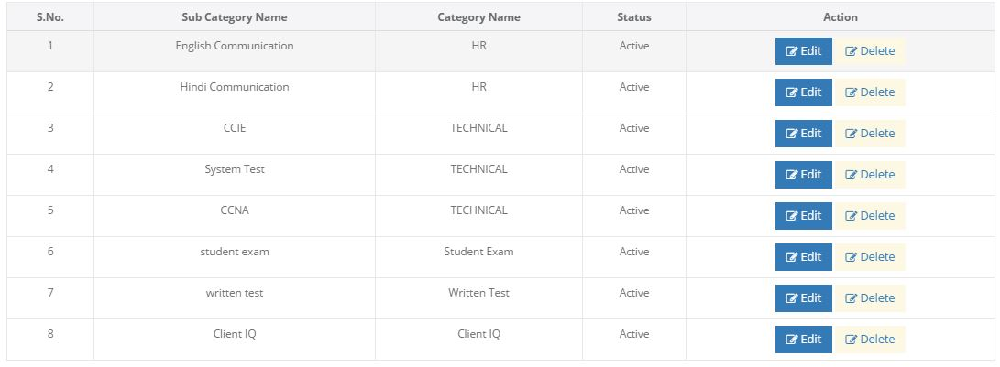 S.No. Sub Category Name Category Name Status Action
1 English Communication HR Active Edit Delete
2 Hindi Communication HR Active Edit Delete
3 CCIE TECHNICAL Active Edit Delete
4 System Test TECHNICAL Active Edit Delete
5 CCNA TECHNICAL Active Edit Delete
6 student exam Student Exam Active Edit Delete
7 written test Written Test Active Edit Delete
8 Client IQ Client IQ Active Edit Delete